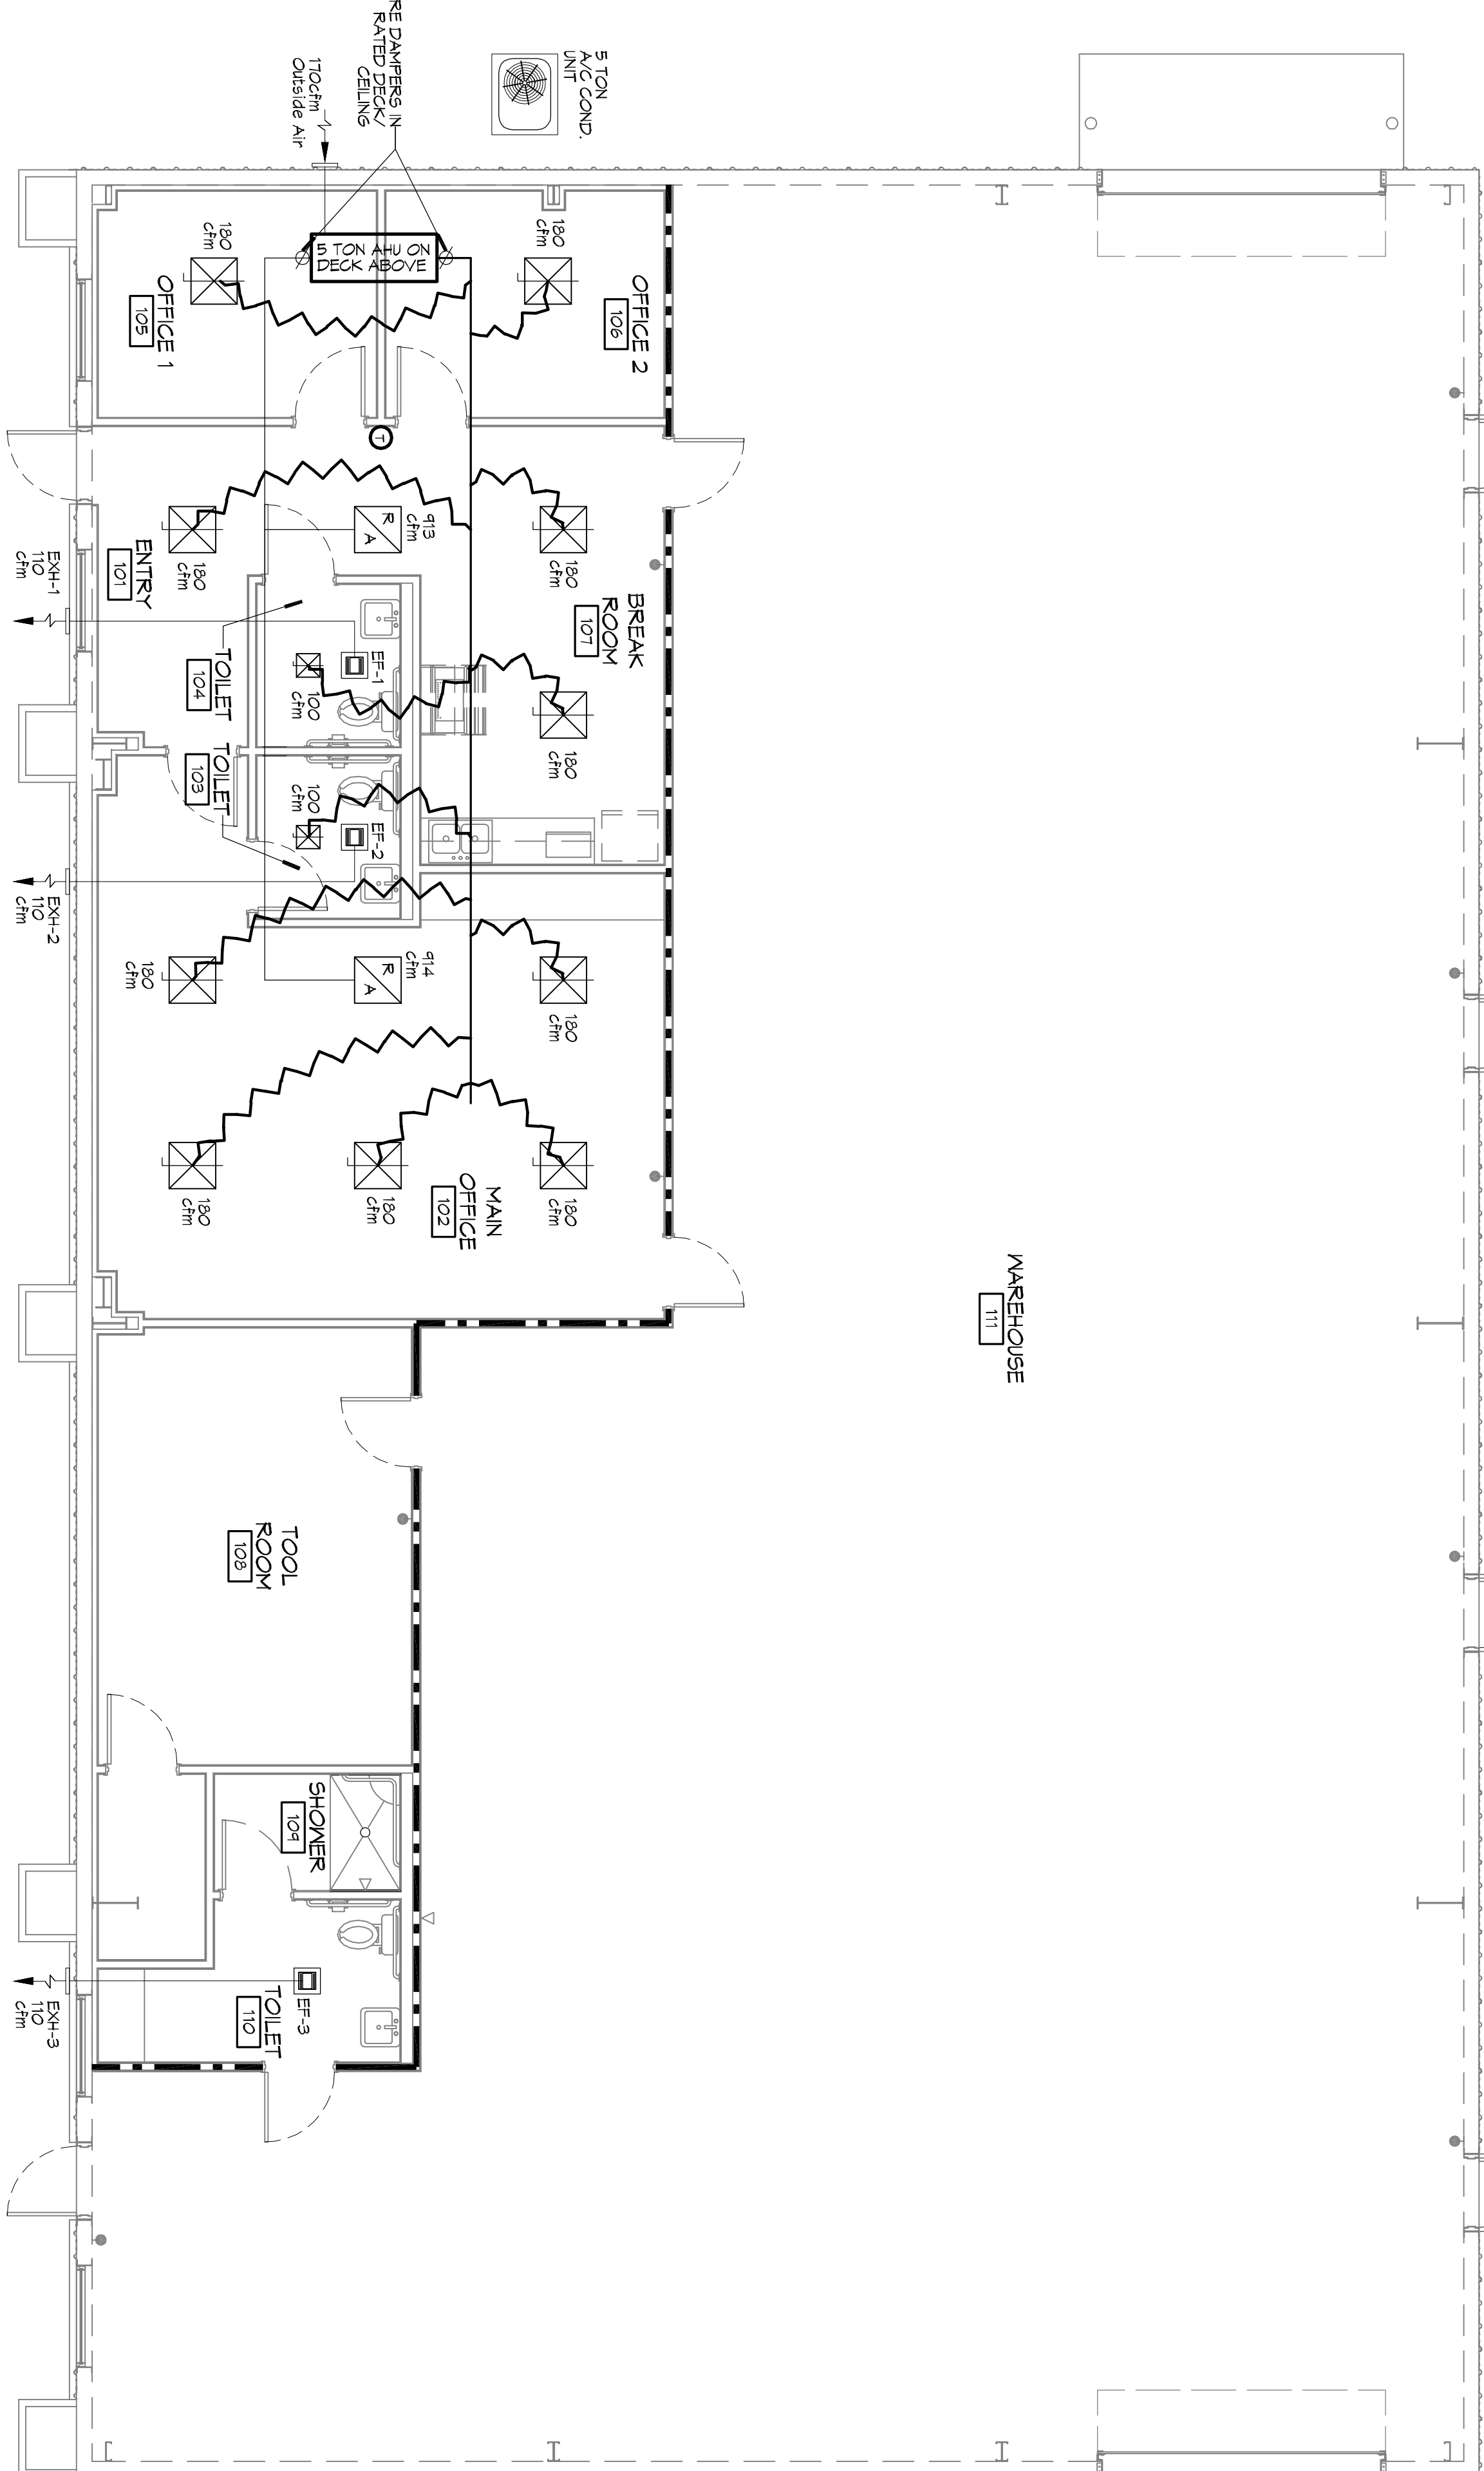 5 TON
A/C COND.
UNIT
RE DAMPERS IN
RATED DECK/
CEILING
170cfm
Outside Air
5 TON AHU ON
DECK ABOVE
180
cfm
OFFICE 2
106
180
cfm
OFFICE 1
105
T
913
cfm
R
A
180
cfm
180
cfm
ENTRY
101
EXH-1
110
cfm
BREAK
ROOM
107
180
cfm
EF-1
100
cfm
TOILET
104
TOILET
103
100
cfm
EF-2
EXH-2
110
cfm
914
cfm
R
A
180
cfm
180
cfm
MAIN
OFFICE
102
180
cfm
180
cfm
180
cfm
WAREHOUSE
111
TOOL
ROOM
108
SHOWER
109
EF-3
TOILET
110
EXH-3
110
cfm